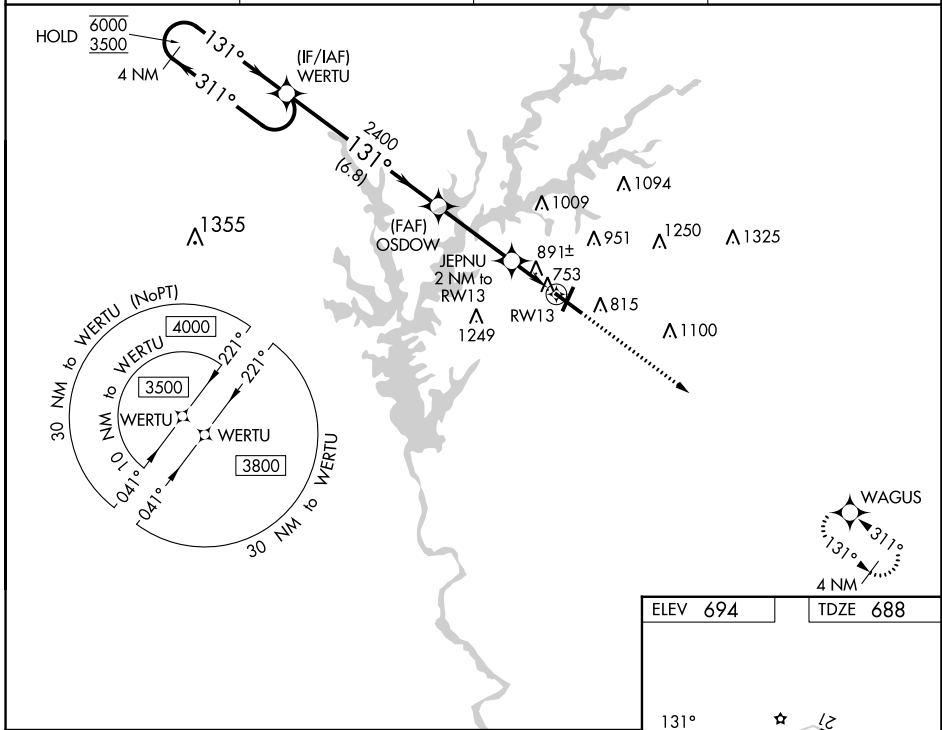 HOLD 6000
3500
4 NM
131°
311°
(IF/IAF)
WERTU
2400
131°
(6.8)
(FAF)
OSDOW
JEPNU
2 NM to
RW13
RW13
1355
1009
1094
951
1250
1325
891±
753
815
1249
1100
30 NM to WERTU (NoPT)
4000
10 NM to WERTU
3500
221°
221°
WERTU
WERTU
3800
041°
041°
30 NM to WERTU
WAGUS
311°
131°
4 NM
ELEV 694
TDZE 688
131°
21